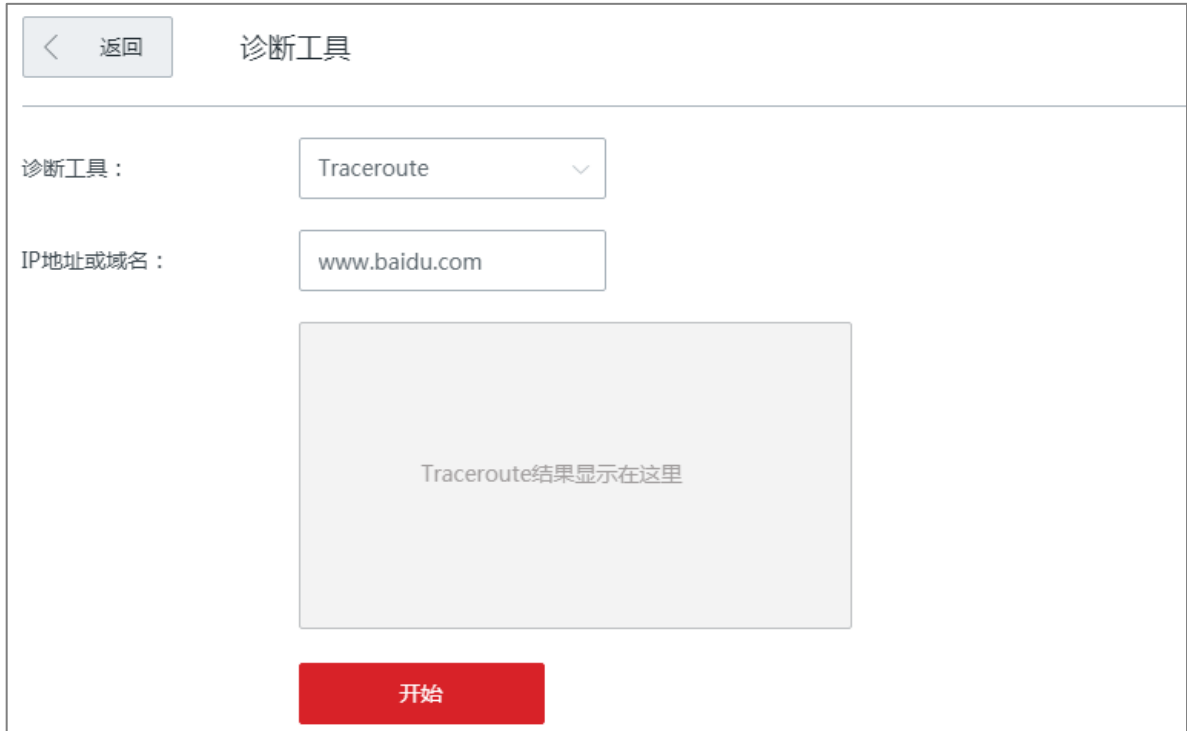 返回
诊断工具
诊断工具：
Traceroute
IP地址或域名：
www.baidu.com
Traceroute结果显示在这里
开始